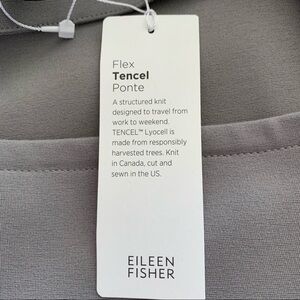 Flex
Tencel
Ponte
A structured knit
designed to travel from
work to weekend.
TENCEL™ Lyocell is
made from responsibly
harvested trees. Knit
in Canada, cut and
sewn in the US.
EILEEN
FISHER